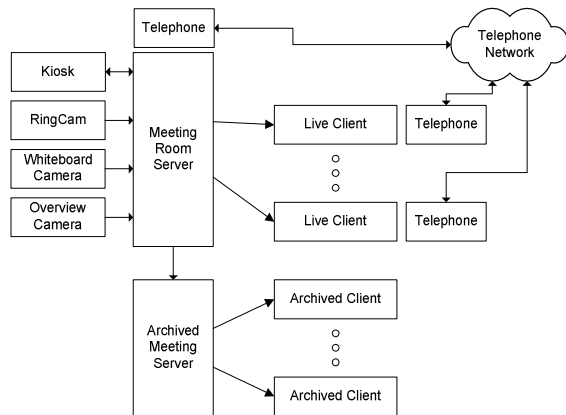 Telephone
Telephone
Network
Kiosk
RingCam
Whiteboard
Camera
Overview
Camera
Meeting
Room
Server
Live Client
Telephone
Live Client
Telephone
Archived
Meeting
Server
Archived Client
Archived Client